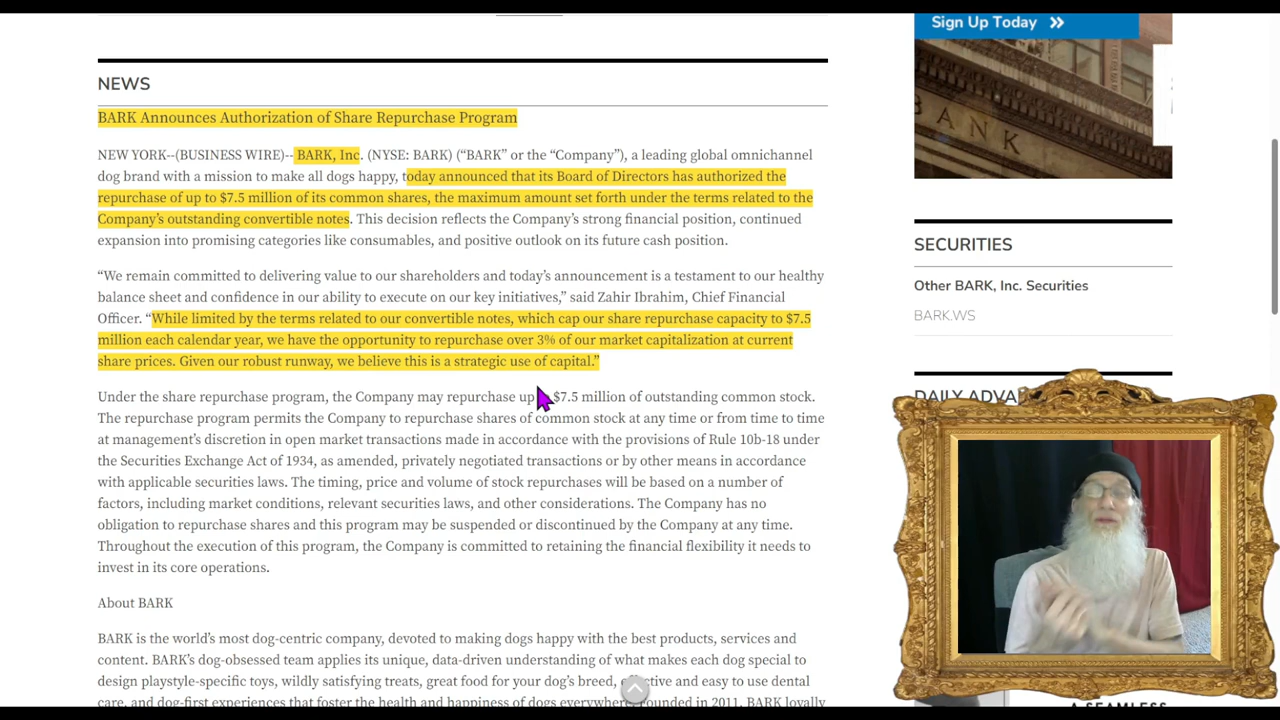 Sign Up Today »
BANK
NEWS
BARK Announces Authorization of Share Repurchase Program
NEW YORK--(BUSINESS WIRE)-- BARK, Inc. (NYSE: BARK) (“BARK” or the “Company”), a leading global omnichannel
dog brand with a mission to make all dogs happy, today announced that its Board of Directors has authorized the
repurchase of up to $7.5 million of its common shares, the maximum amount set forth under the terms related to the
Company’s outstanding convertible notes. This decision reflects the Company’s strong financial position, continued
expansion into promising categories like consumables, and positive outlook on its future cash position.
“We remain committed to delivering value to our shareholders and today’s announcement is a testament to our healthy
balance sheet and confidence in our ability to execute on our key initiatives,” said Zahir Ibrahim, Chief Financial
Officer. “While limited by the terms related to our convertible notes, which cap our share repurchase capacity to $7.5
million each calendar year, we have the opportunity to repurchase over 3% of our market capitalization at current
share prices. Given our robust runway, we believe this is a strategic use of capital.”
Under the share repurchase program, the Company may repurchase up $7.5 million of outstanding common stock.
The repurchase program permits the Company to repurchase shares of common stock at any time or from time to time
at management’s discretion in open market transactions made in accordance with the provisions of Rule 10b-18 under
the Securities Exchange Act of 1934, as amended, privately negotiated transactions or by other means in accordance
with applicable securities laws. The timing, price and volume of stock repurchases will be based on a number of
factors, including market conditions, relevant securities laws, and other considerations. The Company has no
obligation to repurchase shares and this program may be suspended or discontinued by the Company at any time.
Throughout the execution of this program, the Company is committed to retaining the financial flexibility it needs to
invest in its core operations.
About BARK
BARK is the world’s most dog-centric company, devoted to making dogs happy with the best products, services and
content. BARK’s dog-obsessed team applies its unique, data-driven understanding of what makes each dog special to
design playstyle-specific toys, wildly satisfying treats, great food for your dog’s breed, effective and easy to use dental
care, and dog-first experiences that foster the health and happiness of dogs everywhere. Founded in 2011, BARK loyally
SECURITIES
Other BARK, Inc. Securities
BARK.WS
DAILY
A SEAMLESS